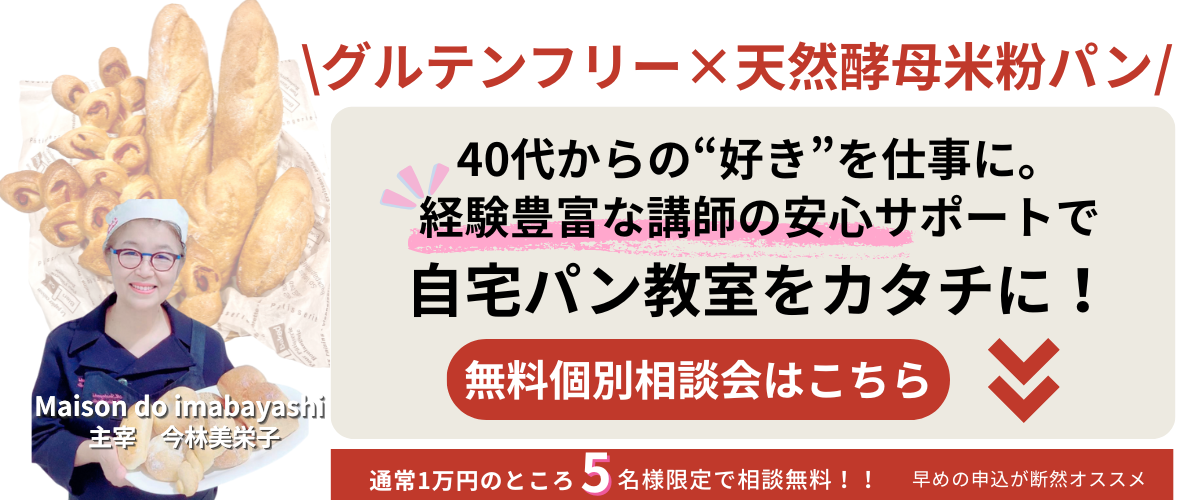 \グルテンフリー×天然酵母米粉パン/
40代からの“好き”を仕事に。
経験豊富な講師の安心サポートで
自宅パン教室をカタチに！
無料個別相談会はこちら
Maison do imabayashi
主宰　今林美栄子
通常1万円のところ5名様限定で相談無料！！　早めの申込が断然オススメ